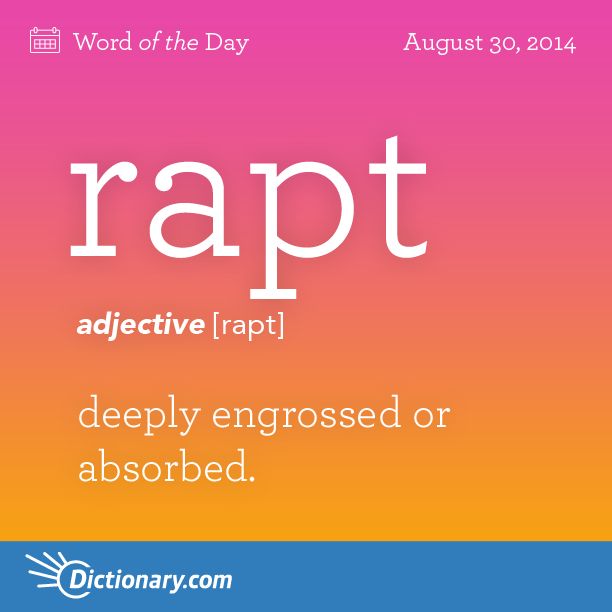 Word of the Day
August 30, 2014
rapt
adjective [rapt]
deeply engrossed or
absorbed.
Dictionary.com